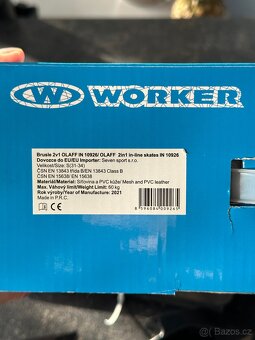 WORKER
Brusle 2v1 OLAFF IN 10926/ OLAFF 2in1 in-line skates IN 10926
Dovozce do EU/EU Importer: Seven sport s.r.o.
Velikost/Size: S(31-34)
ČSN EN 13843 třída B/EN 13843 Class B
ČSN EN 15638/ EN 15638
Materiál/Material: Síťovina a PVC kůže/ Mesh and PVC leather
Max. Váhový limit/Weight Limit: 60 kg
Rok výroby/Year of Manufacture: 2021
Made in P.R.C.
8596084009265
Sbazar.cz